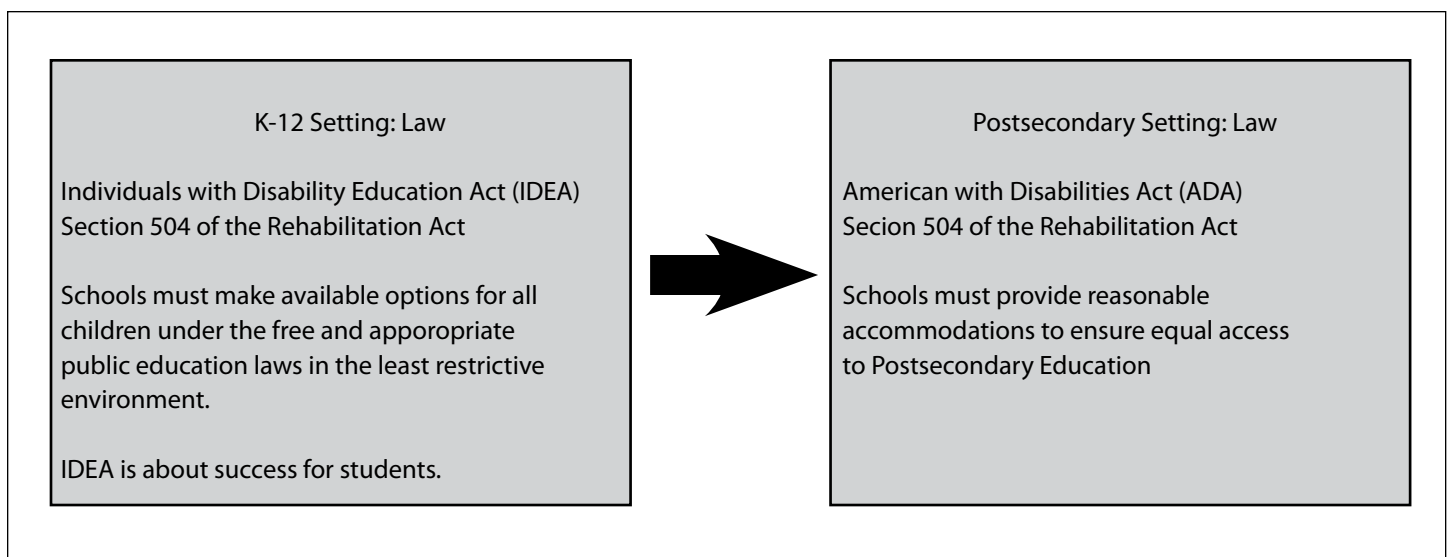 K-12 Setting: Law
Individuals with Disability Education Act (IDEA)
Section 504 of the Rehabilitation Act
Schools must make available options for all
children under the free and apporopriate
public education laws in the least restrictive
environment.
IDEA is about success for students.
Postsecondary Setting: Law
American with Disabilities Act (ADA)
Secion 504 of the Rehabilitation Act
Schools must provide reasonable
accommodations to ensure equal access
to Postsecondary Education